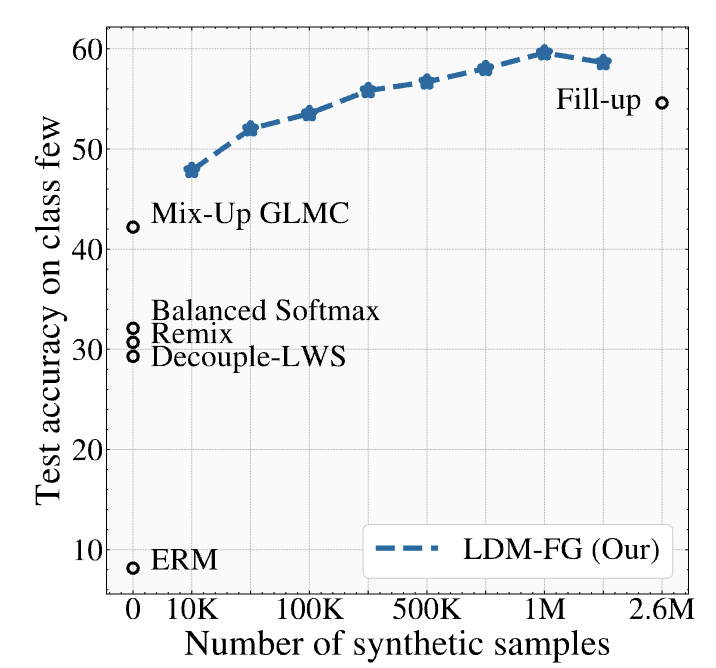 60
50
40
30
20
10
Test accuracy on class few
Fill-up
Mix-Up GLMC
Balanced Softmax
Remix
Decouple-LWS
ERM
LDM-FG (Our)
0 10K 100K 500K 1M 2.6M
Number of synthetic samples